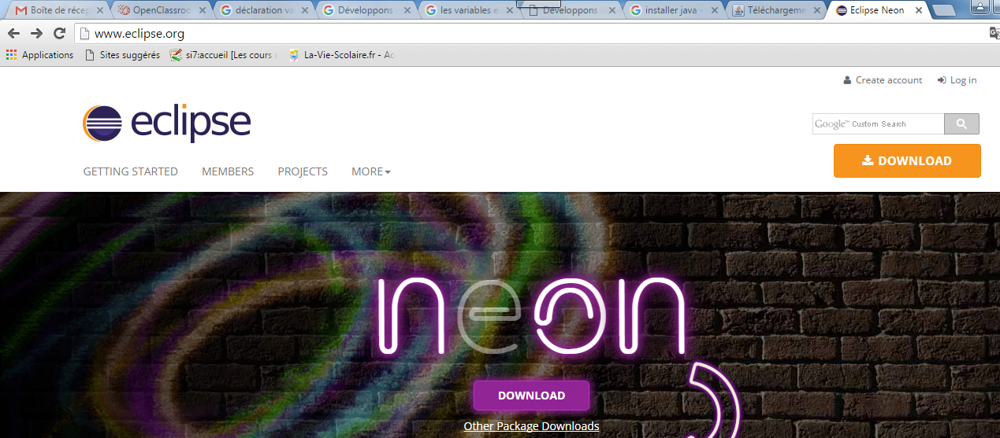 Boîte de récep OpenClassroo déclaration va Développons les variables e Développons installer java - Téléchargeme Eclipse Neon
www.eclipse.org
Applications Sites suggérés si7:accueil [Les cours La-Vie-Scolaire.fr - Ac
Create account Log in
eclipse
Google™ Custom Search
DOWNLOAD
GETTING STARTED MEMBERS PROJECTS MORE
neon
DOWNLOAD
Other Package Downloads